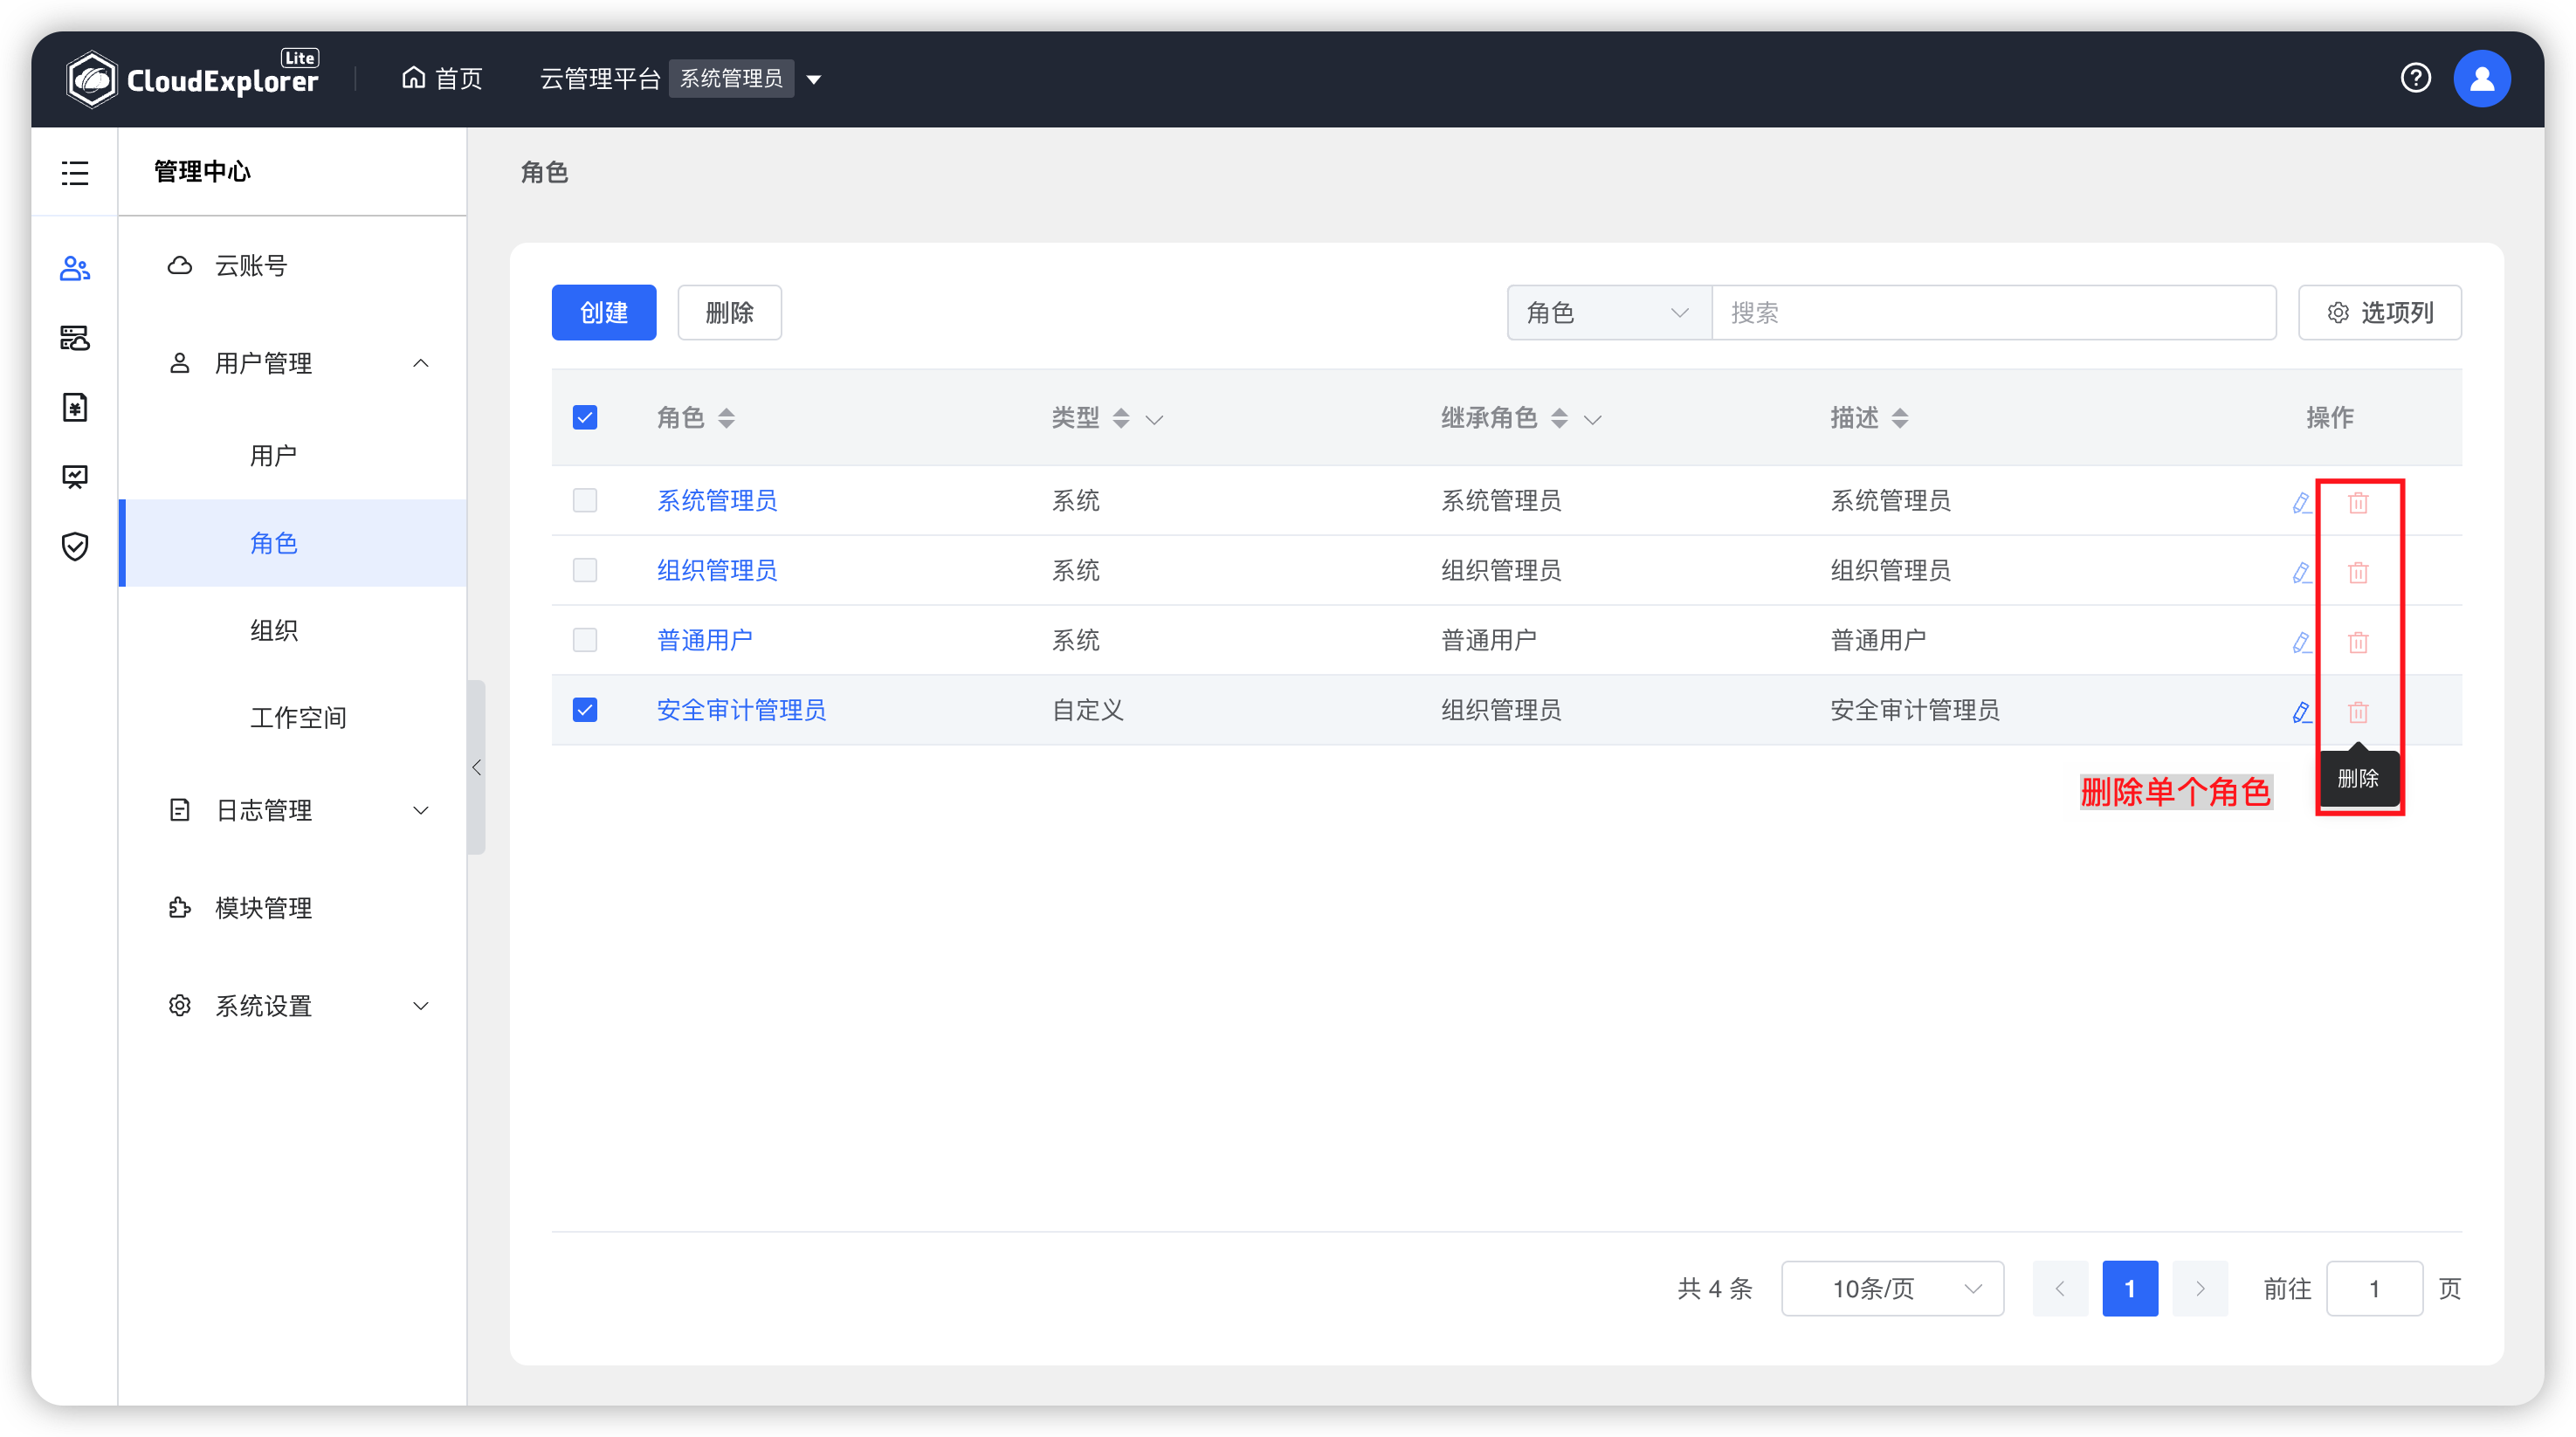 CloudExplorer Lite
首页
云管理平台 系统管理员
管理中心
云账号
用户管理
用户
角色
组织
工作空间
日志管理
模块管理
系统设置
角色
创建 删除 角色 搜索 选项列
角色 类型 继承角色 描述 操作
系统管理员 系统 系统管理员 系统管理员
组织管理员 系统 组织管理员 组织管理员
普通用户 系统 普通用户 普通用户
安全审计管理员 自定义 组织管理员 安全审计管理员
删除
删除单个角色
共 4 条 10条/页 1 前往 1 页